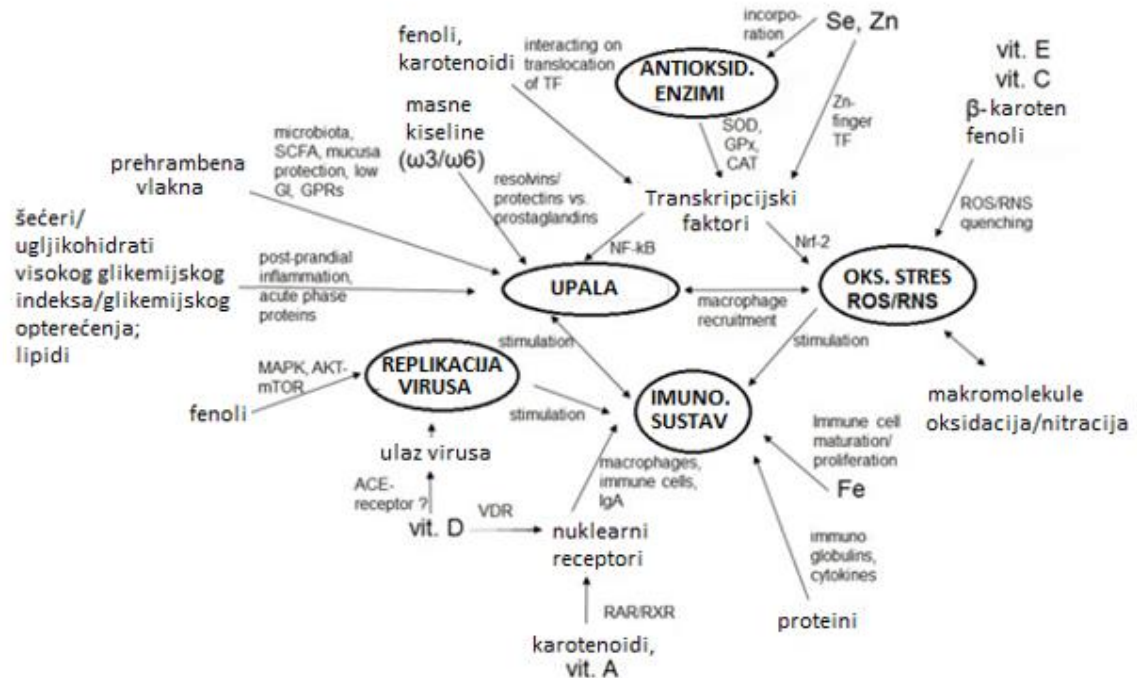 incorpo-
ration
Se, Zn
fenoli,
karotenoidi
interacting on
translocation
of TF
ANTIOKSID.
ENZIMI
vit. E
vit. C
β-karoten
fenoli
masne
kiseline
(ω3/ω6)
SOD,
GPx,
CAT
Zn-
finger
TF
microbiota,
SCFA, mucusa
protection, low
GI, GPRs
prehrambena
vlakna
resolvins/
protectins vs.
prostaglandins
Transkripcijski
faktori
ROS/RNS
quenching
šećeri/
ugljikohidrati
visokog glikemijskog
indeksa/glikemijskog
opterećenja;
lipidi
post-prandial
inflammation,
acute phase
proteins
NF-kB
Nrf-2
UPALA
OKS. STRES
ROS/RNS
macrophage
recruitment
stimulation
stimulation
MAPK, AKT-
mTOR
REPLIKACIJA
VIRUSA
fenoli
stimulation
IMUNO.
SUSTAV
makromolekule
oksidacija/nitracija
Immune cell
maturation/
proliferation
Fe
ulaz virusa
macrophages,
immune cells,
IgA
ACE-
receptor ?
vit. D
VDR
nuklearni
receptori
immuno
globulins,
cytokines
proteini
RAR/RXR
karotenoidi,
vit. A